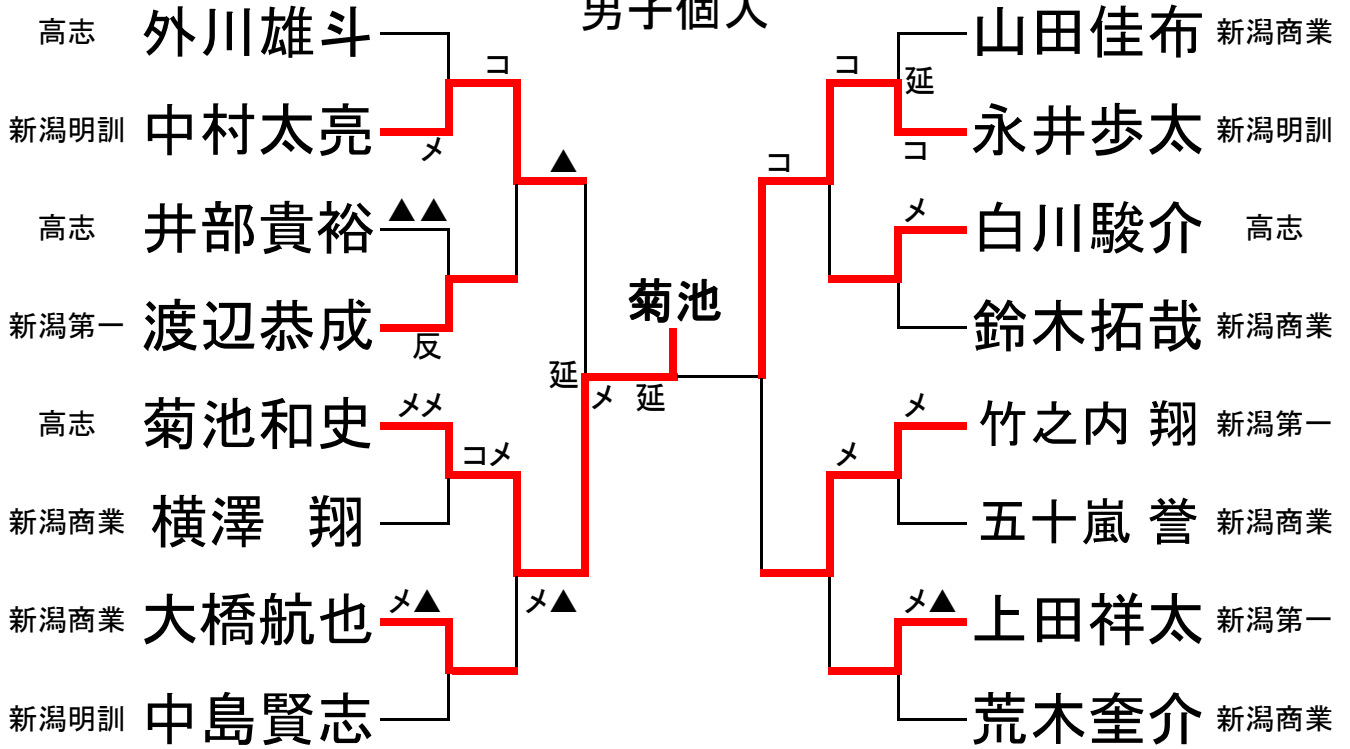 男子個人
高志 外川雄斗
コ
新潟明訓 中村太亮
メ
▲
高志 井部貴裕
▲▲
新潟第一 渡辺恭成
反
高志 菊池和史
メメ
コメ
新潟商業 横澤 翔
新潟商業 大橋航也
メ▲
メ▲
新潟明訓 中島賢志
菊池
延
メ 延
山田佳布 新潟商業
コ
延
永井歩太 新潟明訓
コ
コ
メ
白川駿介 高志
鈴木拓哉 新潟商業
メ
竹之内 翔 新潟第一
メ
五十嵐 誉 新潟商業
メ▲
上田祥太 新潟第一
荒木奎介 新潟商業